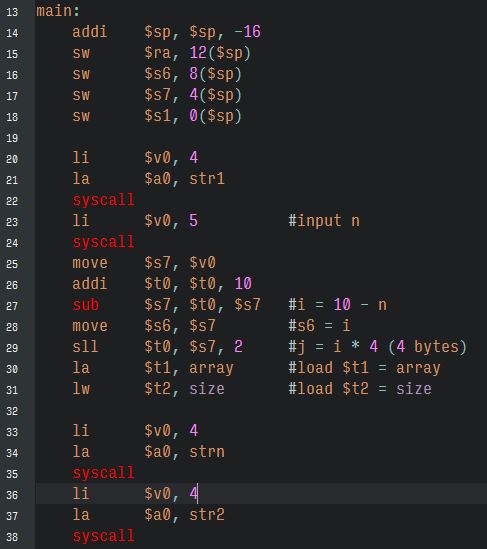 13 main:
14 addi $sp, $sp, -16
15 sw $ra, 12($sp)
16 sw $s6, 8($sp)
17 sw $s7, 4($sp)
18 sw $s1, 0($sp)
19
20 li $v0, 4
21 la $a0, str1
22 syscall
23 li $v0, 5 #input n
24 syscall
25 move $s7, $v0
26 addi $t0, $t0, 10
27 sub $s7, $t0, $s7 #i = 10 - n
28 move $s6, $s7 #s6 = i
29 sll $t0, $s7, 2 #j = i * 4 (4 bytes)
30 la $t1, array #load $t1 = array
31 lw $t2, size #load $t2 = size
32
33 li $v0, 4
34 la $a0, strn
35 syscall
36 li $v0, 4
37 la $a0, str2
38 syscall